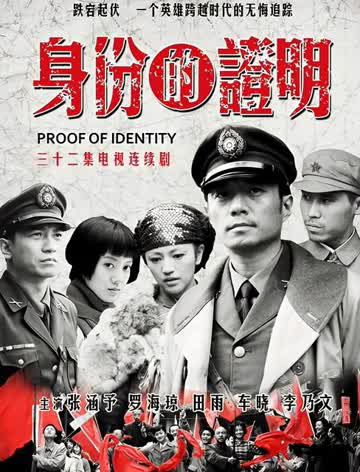 跌宕起伏 一个英雄跨越时代的无悔追踪
身份的證明
PROOF OF IDENTITY
三十二集电视连续剧
主演 张涵予 罗海琼 田雨 车晓 李乃文